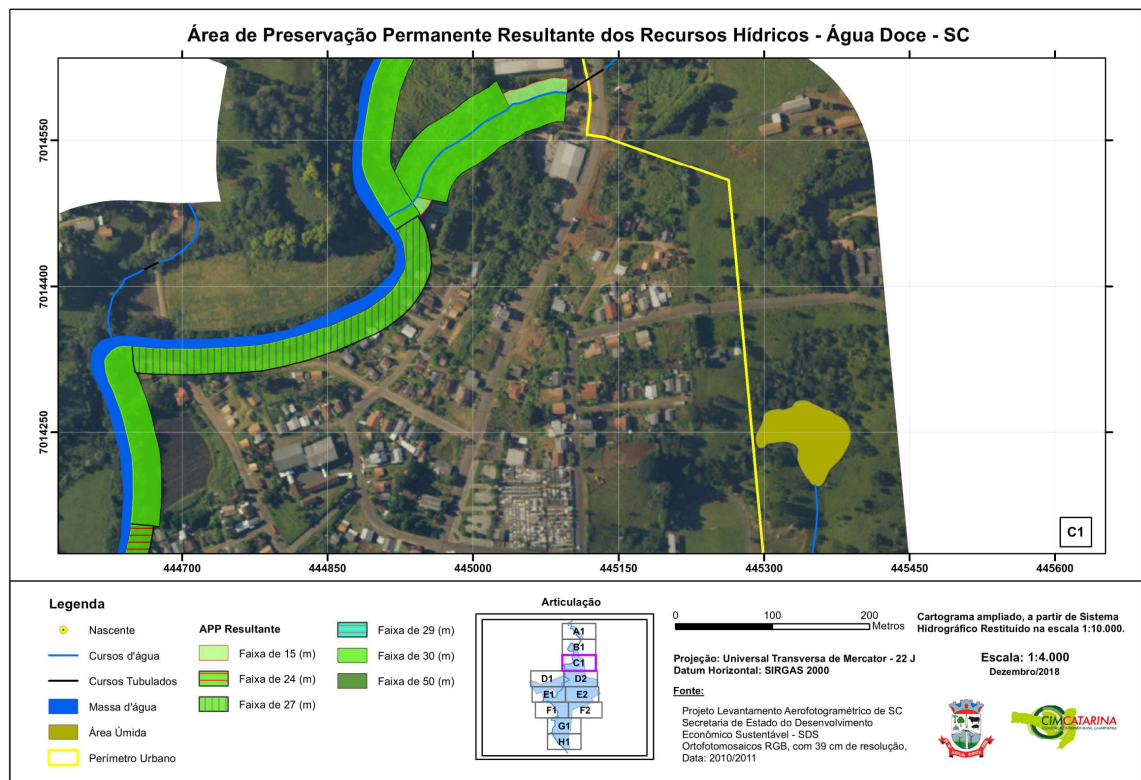 Área de Preservação Permanente Resultante dos Recursos Hídricos - Água Doce - SC
7014550
7014400
7014250
444700
444850
445000
445150
445300
445450
445600
C1
Legenda
Nascente
Cursos d'água
Cursos Tubulados
Massa d'água
Área Úmida
Perímetro Urbano
APP Resultante
Faixa de 15 (m)
Faixa de 24 (m)
Faixa de 27 (m)
Faixa de 29 (m)
Faixa de 30 (m)
Faixa de 50 (m)
Articulação
A1
B1
C1
D1
D2
E1
E2
F1
F2
G1
H1
0 100 200
Metros
Projeção: Universal Transversa de Mercator - 22 J
Datum Horizontal: SIRGAS 2000
Fonte:
Projeto Levantamento Aerofotogramétrico de SC
Secretaria de Estado do Desenvolvimento
Econômico Sustentável - SDS
Ortofotomosaicos RGB, com 39 cm de resolução,
Data: 2010/2011
Cartograma ampliado, a partir de Sistema
Hidrográfico Restituído na escala 1:10.000.
Escala: 1:4.000
Dezembro/2018
CIMCATARINA